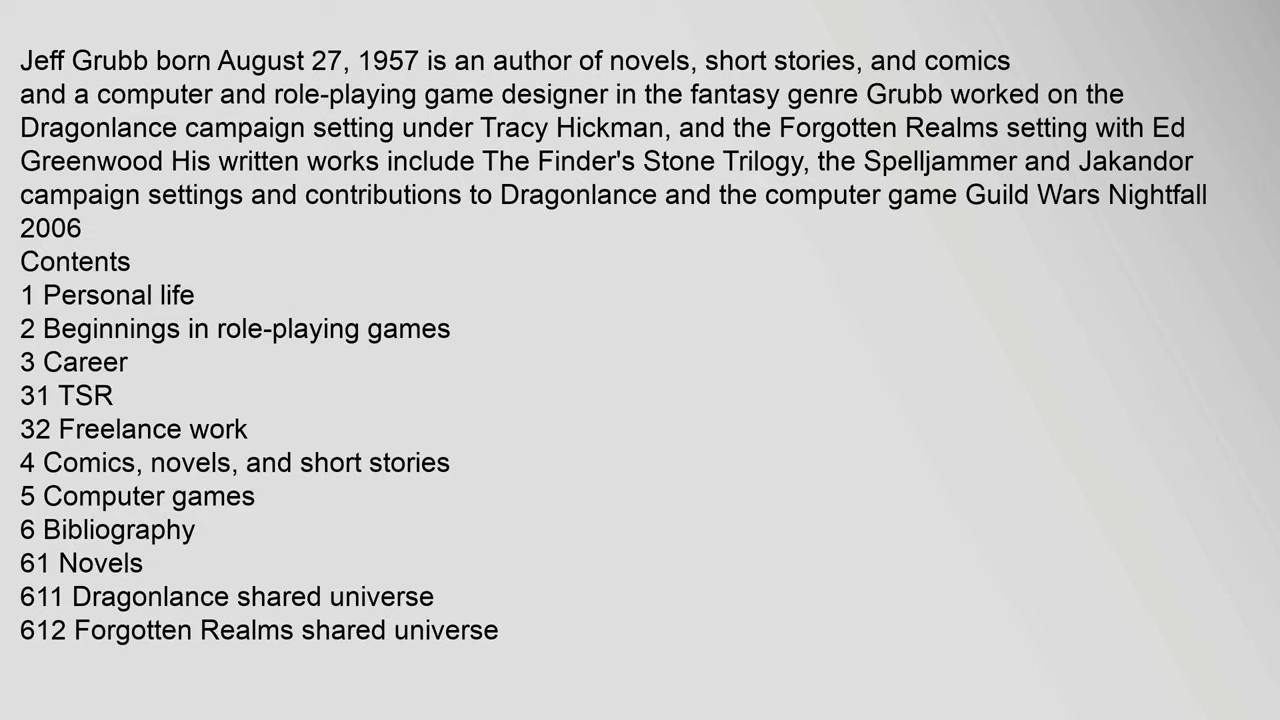 Jeff Grubb born August 27, 1957 is an author of novels, short stories, and comics
and a computer and role-playing game designer in the fantasy genre Grubb worked on the
Dragonlance campaign setting under Tracy Hickman, and the Forgotten Realms setting with Ed
Greenwood His written works include The Finder's Stone Trilogy, the Spelljammer and Jakandor
campaign settings and contributions to Dragonlance and the computer game Guild Wars Nightfall
2006
Contents
1 Personal life
2 Beginnings in role-playing games
3 Career
31 TSR
32 Freelance work
4 Comics, novels, and short stories
5 Computer games
6 Bibliography
61 Novels
611 Dragonlance shared universe
612 Forgotten Realms shared universe